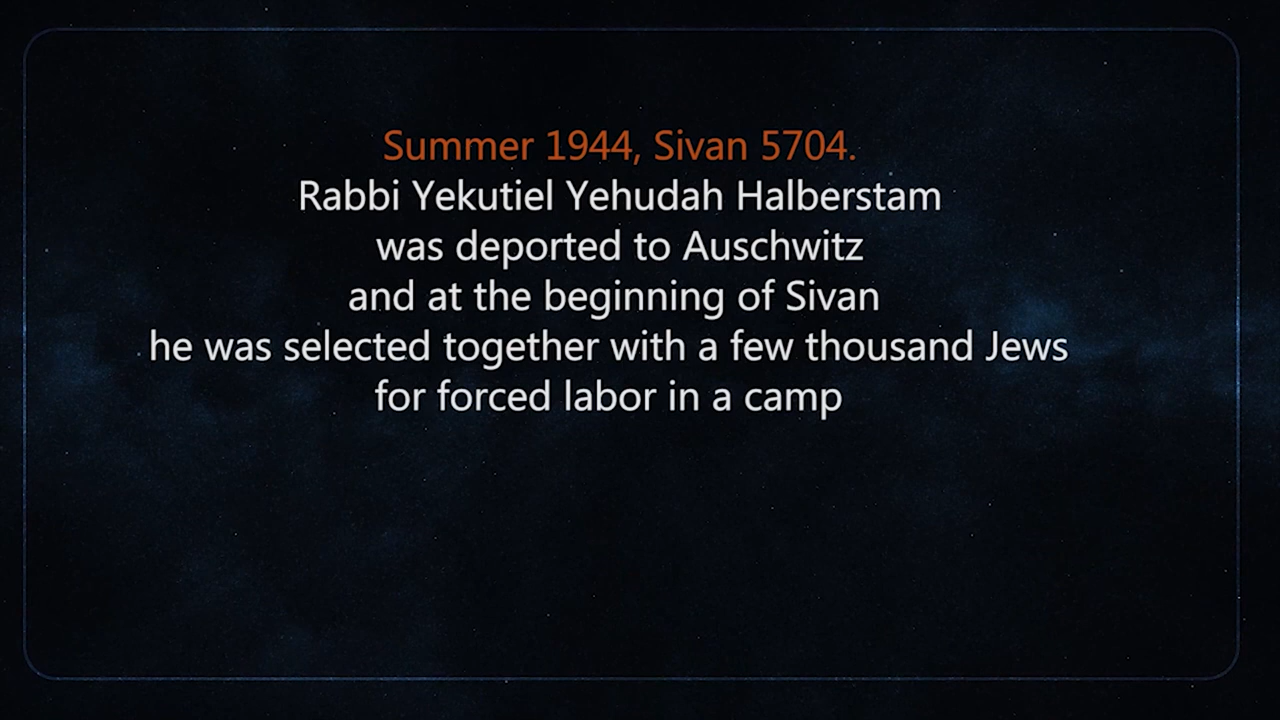 Summer 1944, Sivan 5704.
Rabbi Yekutiel Yehudah Halberstam
was deported to Auschwitz
and at the beginning of Sivan
he was selected together with a few thousand Jews
for forced labor in a camp